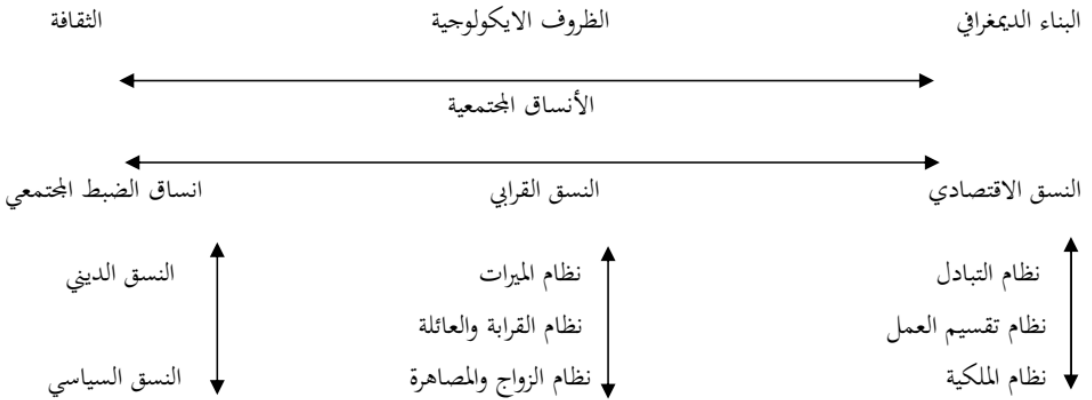 البناء الديمغرافي الظروف الايكولوجية الثقافة
الأنساق المجتمعية
النسق الاقتصادي النسق القرابي انساق الضبط المجتمعي
نظام التبادل نظام الميرات النسق الديني
نظام تقسيم العمل نظام القرابة والعائلة
نظام الملكية نظام الزواج والمصاهرة النسق السياسي